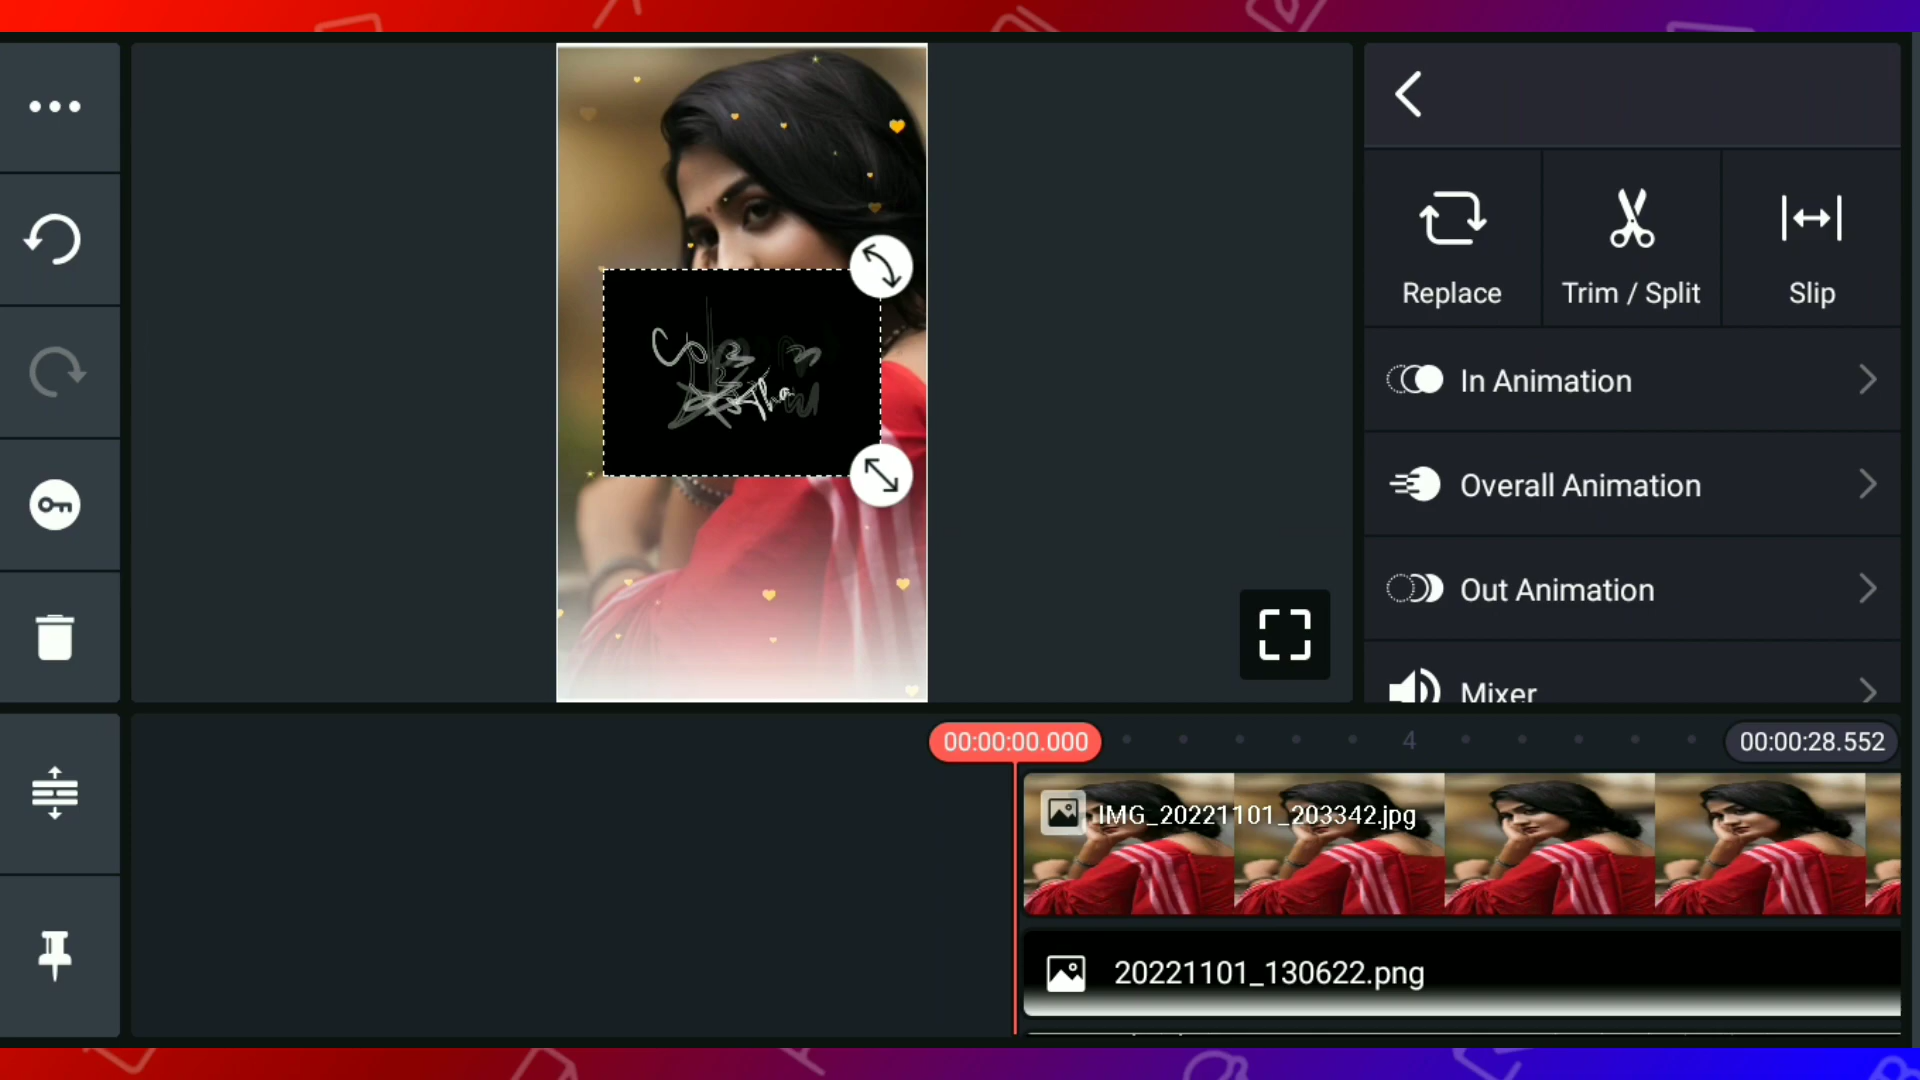 Replace
Trim / Split
Slip
In Animation
Overall Animation
Out Animation
Mixer
00:00:00.000
4
00:00:28.552
IMG_20221101_203342.jpg
20221101_130622.png